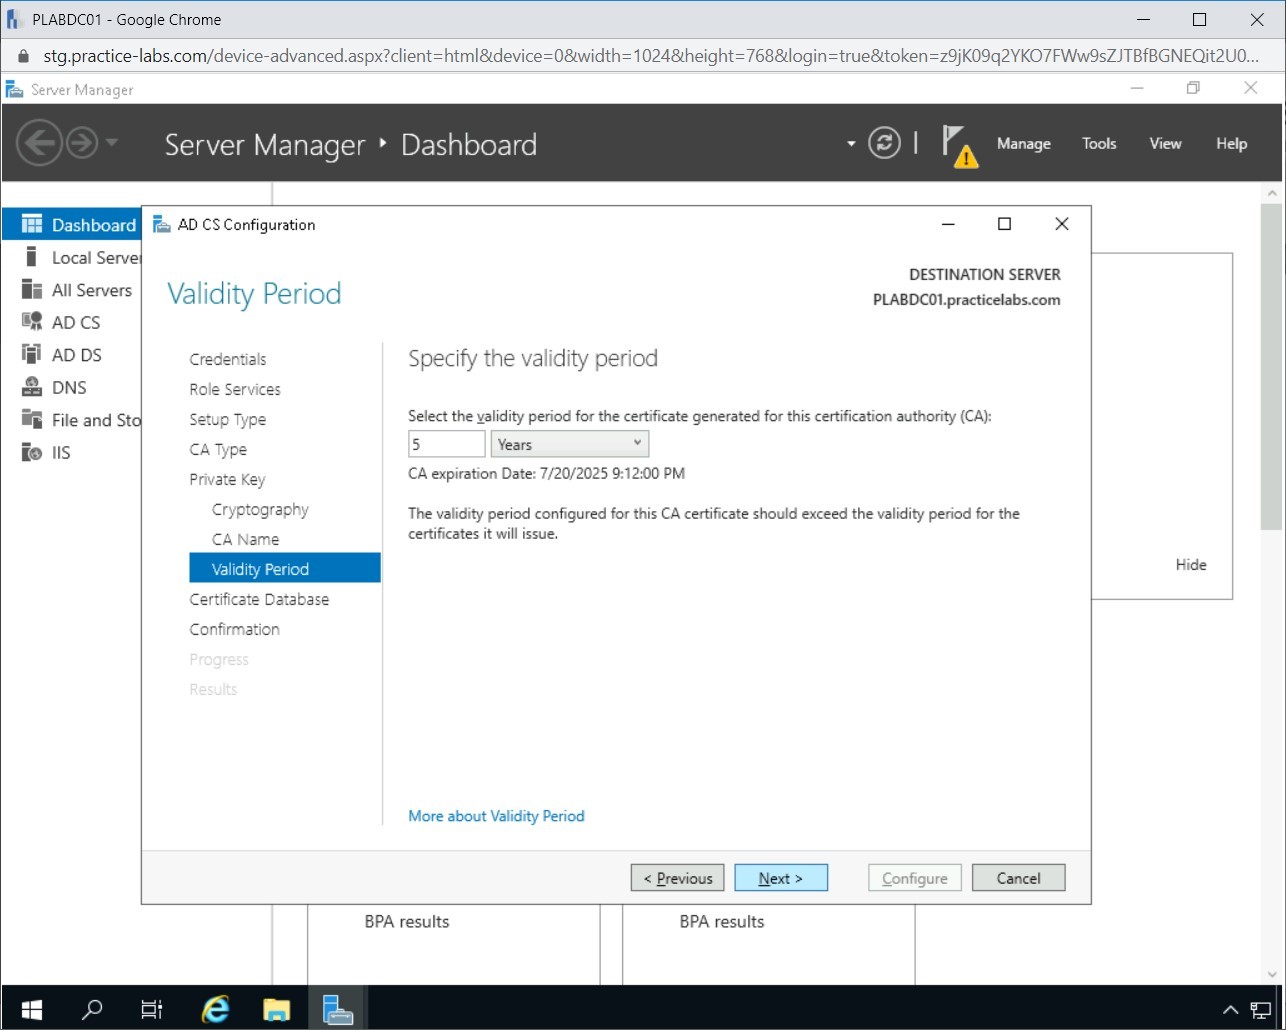 PLABDC01 - Google Chrome
stg.practice-labs.com/device-advanced.aspx?client=html&device=0&width=1024&height=768&login=true&token=z9jK09q2YKO7FWw9sZJTBfBGNEQit2U0...
Server Manager
Server Manager ‣ Dashboard
Manage
Tools
View
Help
Dashboard
Local Server
All Servers
AD CS
AD DS
DNS
File and Sto
IIS
AD CS Configuration
Validity Period
DESTINATION SERVER
PLABDC01.practicelabs.com
Credentials
Role Services
Setup Type
CA Type
Private Key
Cryptography
CA Name
Validity Period
Certificate Database
Confirmation
Progress
Results
Specify the validity period
Select the validity period for the certificate generated for this certification authority (CA):
5 Years
CA expiration Date: 7/20/2025 9:12:00 PM
The validity period configured for this CA certificate should exceed the validity period for the
certificates it will issue.
More about Validity Period
< Previous
Next >
Configure
Cancel
Hide
BPA results
BPA results